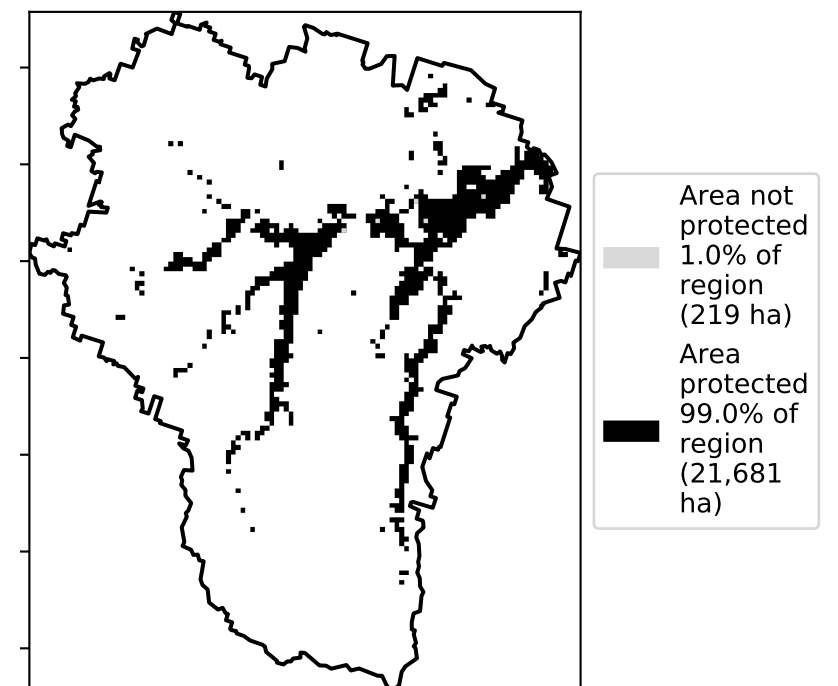 Area not
protected
1.0% of
region
(219 ha)
Area
protected
99.0% of
region
(21,681
ha)